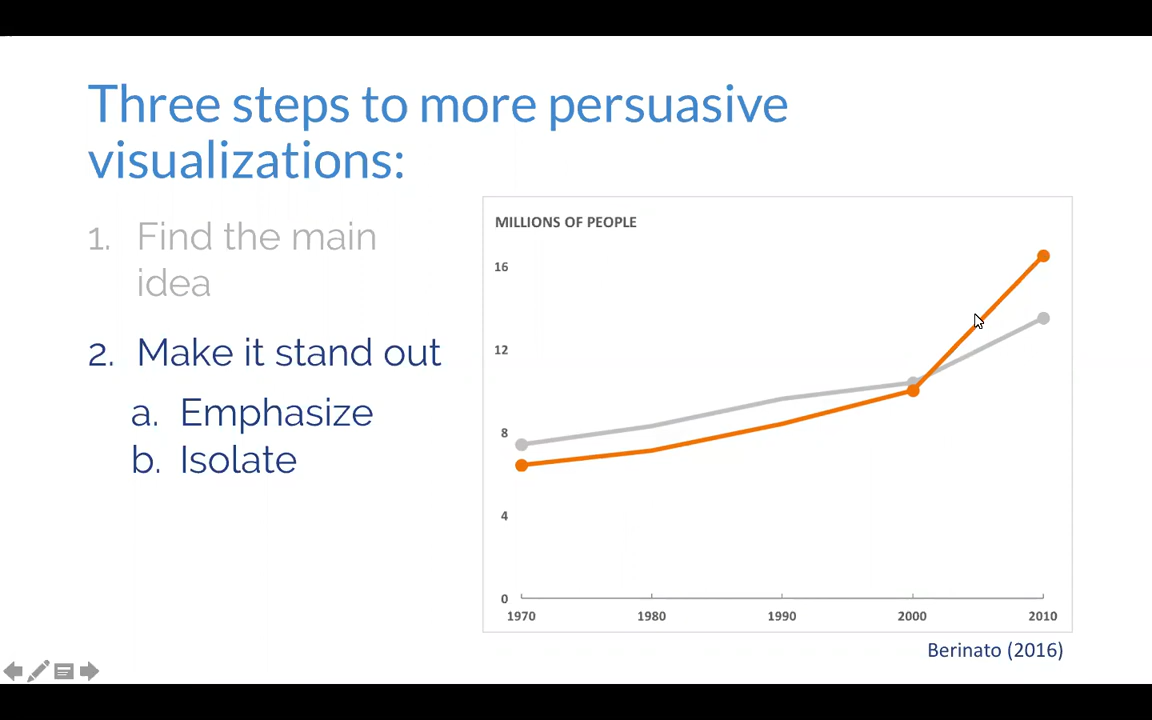 Three steps to more persuasive
visualizations:
1. Find the main
idea
2. Make it stand out
a. Emphasize
b. Isolate
MILLIONS OF PEOPLE
16
12
8
4
0
1970 1980 1990 2000 2010
Berinato (2016)